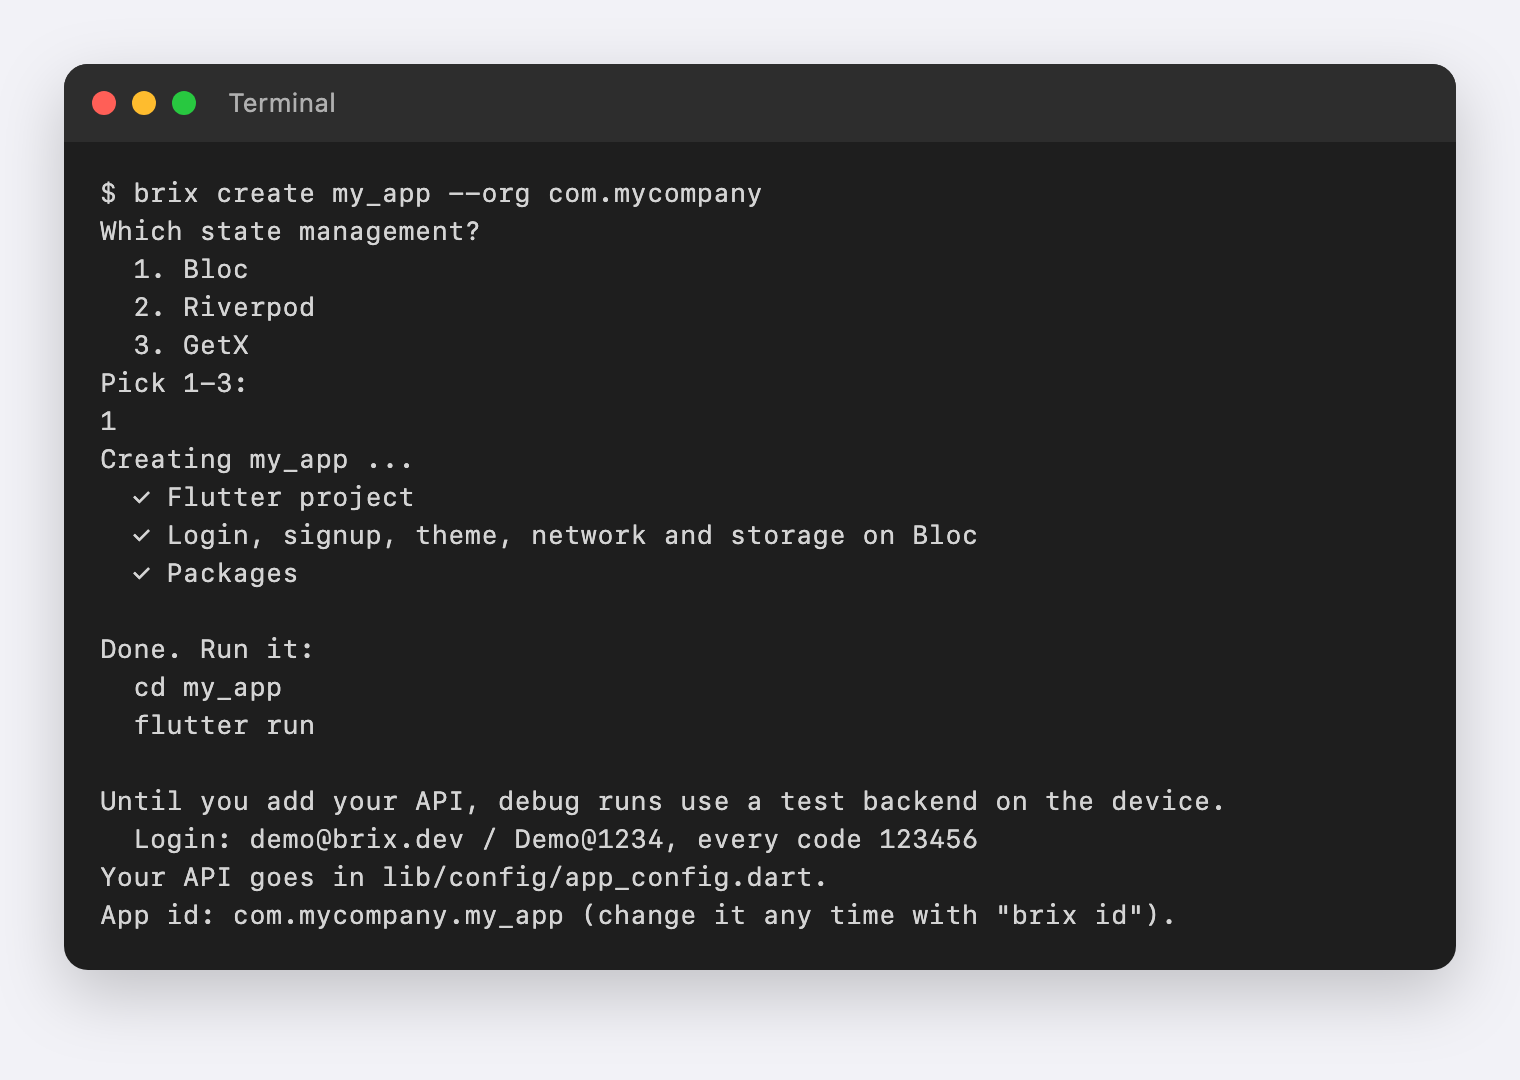 Terminal
$ brix create my_app --org com.mycompany
Which state management?
  1. Bloc
  2. Riverpod
  3. GetX
Pick 1-3:
1
Creating my_app ...
  ✓ Flutter project
  ✓ Login, signup, theme, network and storage on Bloc
  ✓ Packages

Done. Run it:
  cd my_app
  flutter run

Until you add your API, debug runs use a test backend on the device.
  Login: demo@brix.dev / Demo@1234, every code 123456
Your API goes in lib/config/app_config.dart.
App id: com.mycompany.my_app (change it any time with "brix id").